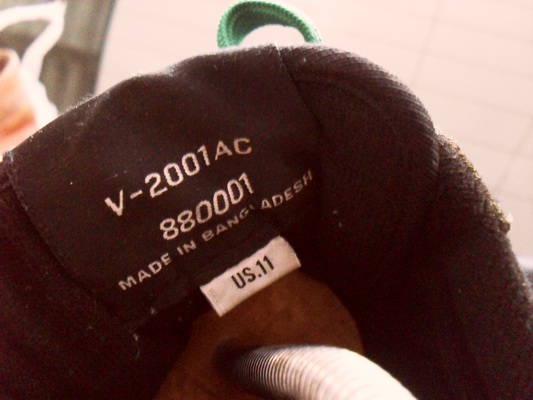 V-2001AC
880001
MADE IN BANGLADESH
US.11